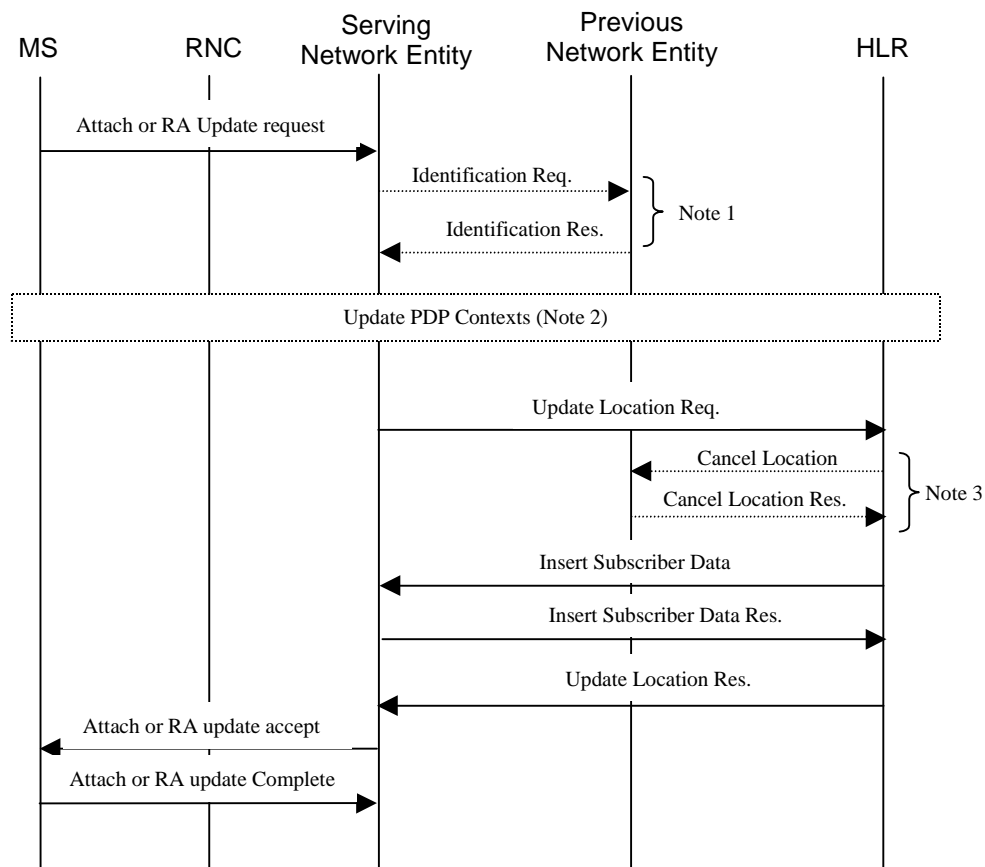 MS
RNC
Serving
Network Entity
Previous
Network Entity
HLR
Attach or RA Update request
Identification Req.
Note 1
Identification Res.
Update PDP Contexts (Note 2)
Update Location Req.
Cancel Location
Note 3
Cancel Location Res.
Insert Subscriber Data
Insert Subscriber Data Res.
Update Location Res.
Attach or RA update accept
Attach or RA update Complete